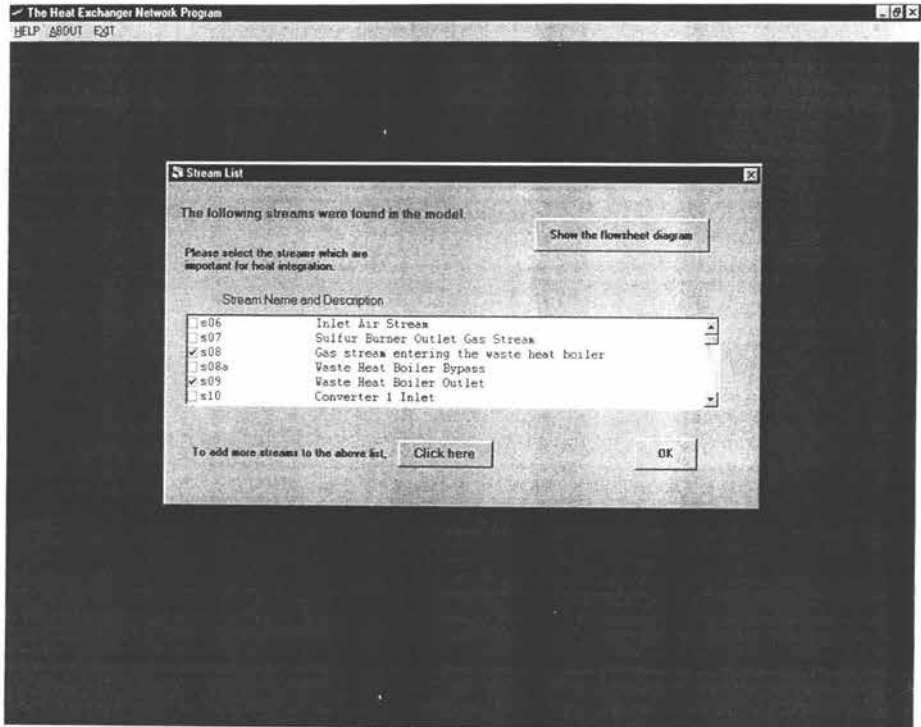 The Heat Exchanger Network Program
HELP ABOUT EXIT
Stream List
The following streams were found in the model.
Show the flowsheet diagram
Please select the streams which are
important for heat integration.
Stream Name and Description
s06 Inlet Air Stream
s07 Sulfur Burner Outlet Gas Stream
s08 Gas stream entering the waste heat boiler
s08a Waste Heat Boiler Bypass
s09 Waste Heat Boiler Outlet
s10 Converter 1 Inlet
To add more streams to the above list, Click here OK